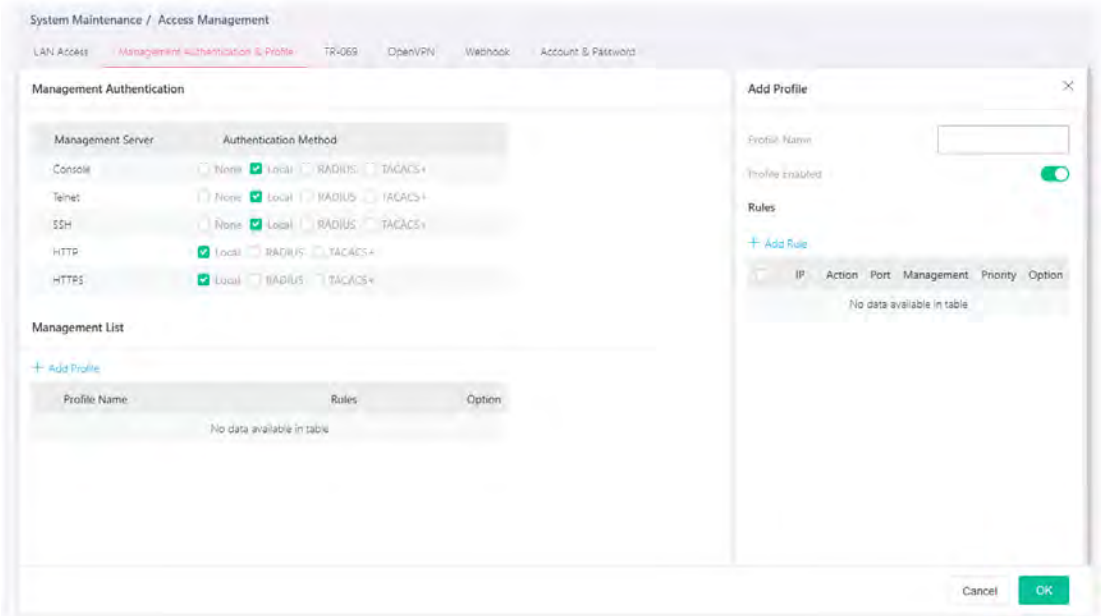 System Maintenance / Access Management
LAN Access Management Authentication & Profile TR-069 OpenVPN Webhook Account & Password
Management Authentication
Management Server Authentication Method
Console None Local RADIUS TACACS+
Telnet None Local RADIUS TACACS+
SSH None Local RADIUS TACACS+
HTTP Local RADIUS TACACS+
HTTPS Local RADIUS TACACS+
Management List
+ Add Profile
Profile Name Rules Option
No data available in table
Add Profile
Profile Name
Profile Enabled
Rules
+ Add Rule
IP Action Port Management Priority Option
No data available in table
Cancel OK